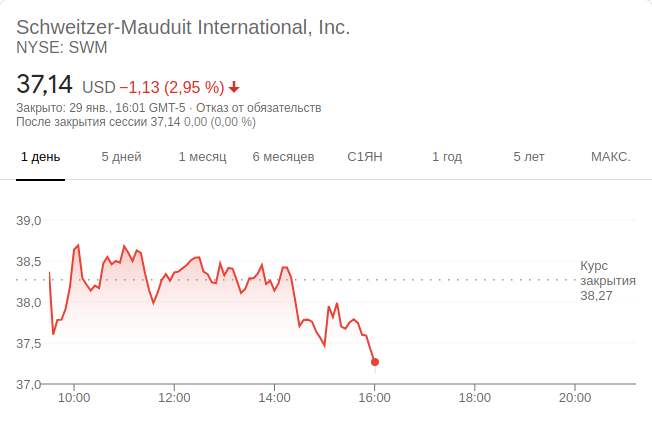 Schweitzer-Mauduit International, Inc.
NYSE: SWM
37,14 USD −1,13 (2,95 %)
Закрыто: 29 янв., 16:01 GMT-5 · Отказ от обязательств
После закрытия сессии 37,14 0,00 (0,00 %)
1 день 5 дней 1 месяц 6 месяцев С1ЯН 1 год 5 лет МАКС.
39,0
38,5
Курс
закрытия
38,27
38,0
37,5
37,0
10:00 12:00 14:00 16:00 18:00 20:00